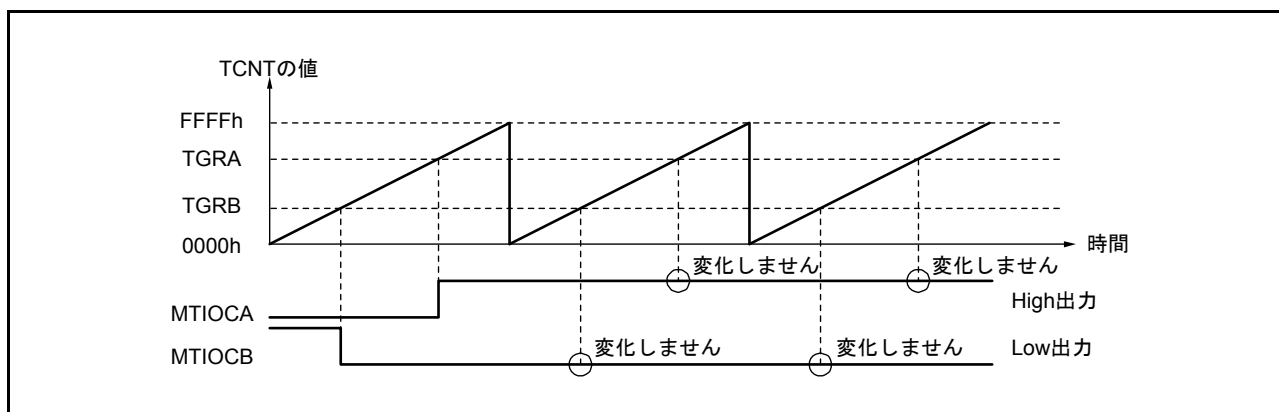 TCNTの値
FFFFh
TGRA
TGRB
0000h
時間
変化しません 変化しません
High出力
MTIOCA
変化しません 変化しません
Low出力
MTIOCB